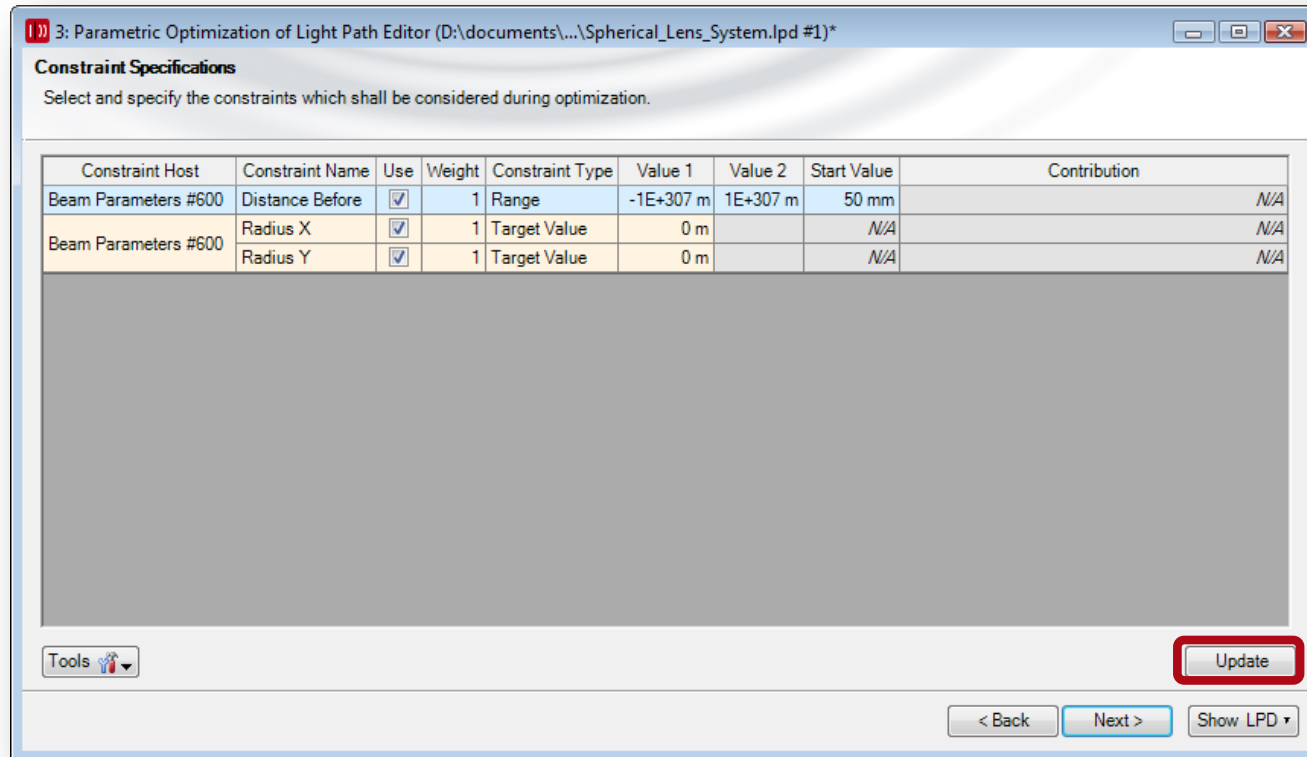 3: Parametric Optimization of Light Path Editor (D:\documents\...\Spherical_Lens_System.lpd #1)*
Constraint Specifications
Select and specify the constraints which shall be considered during optimization.
Constraint Host Constraint Name Use Weight Constraint Type Value 1 Value 2 Start Value Contribution
Beam Parameters #600 Distance Before 1 Range -1E+307 m 1E+307 m 50 mm N/A
Beam Parameters #600 Radius X 1 Target Value 0 m N/A N/A
Radius Y 1 Target Value 0 m N/A N/A
Tools Update
< Back Next > Show LPD